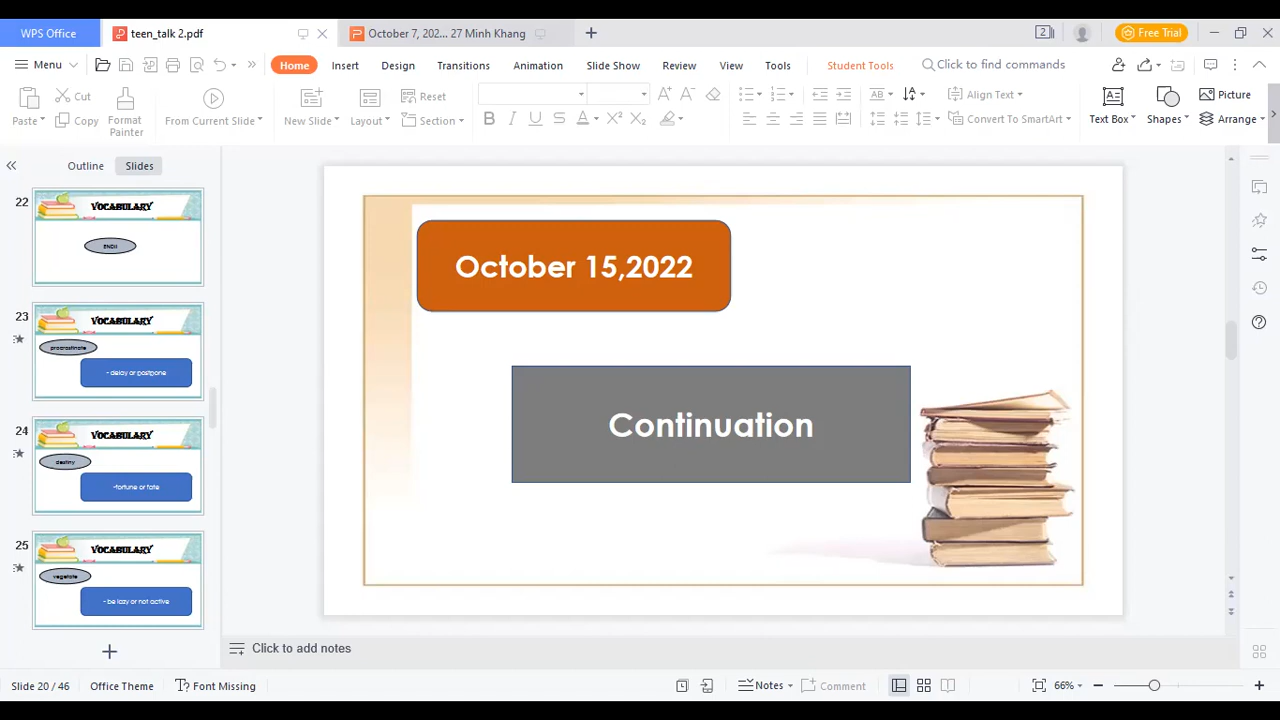 WPS Office
teen_talk 2.pdf
October 7, 202... 27 Minh Khang
2
Free Trial
Menu
Home
Insert
Design
Transitions
Animation
Slide Show
Review
View
Tools
Student Tools
Click to find commands
Paste
Cut
Copy
Format Painter
From Current Slide
New Slide
Layout
Reset
Section
B I U S A X² X₂
AB
Align Text
Convert To SmartArt
Text Box
Shapes
Picture
Arrange
Outline
Slides
22
VOCABULARY
END!!
23
VOCABULARY
procrastinate
- delay or postpone
24
VOCABULARY
destiny
-fortune or fate
25
VOCABULARY
vegetate
- be lazy or not active
October 15,2022
Continuation
Click to add notes
Slide 20 / 46
Office Theme
Font Missing
Notes
Comment
66%